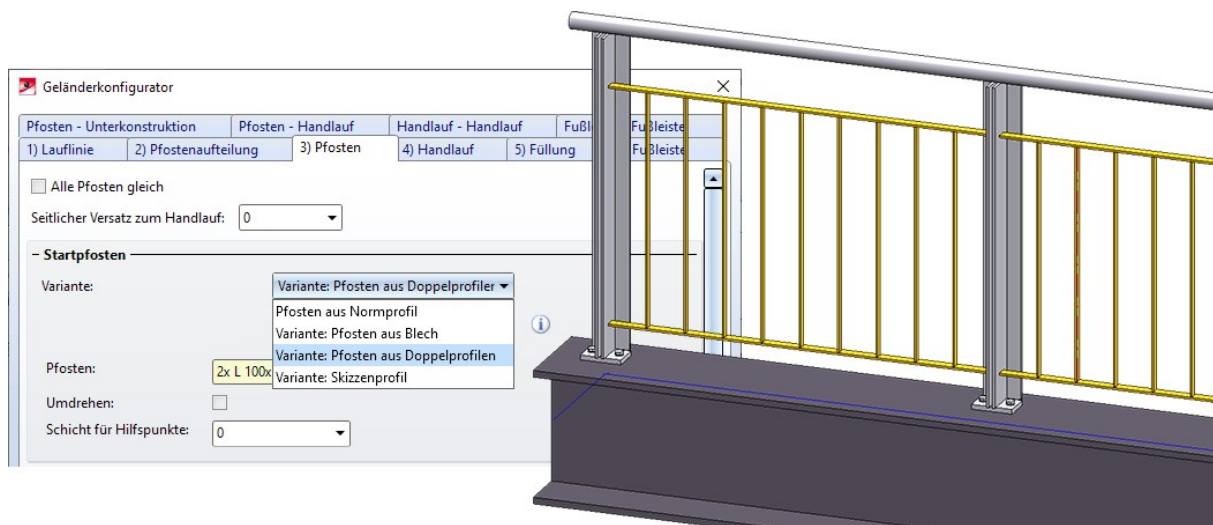 Geländerkonfigurator
Pfosten - Unterkonstruktion Pfosten - Handlauf Handlauf - Handlauf Fußleiste
1) Lauflinie 2) Pfostenaufteilung 3) Pfosten 4) Handlauf 5) Füllung Fußleiste
Alle Pfosten gleich
Seitlicher Versatz zum Handlauf: 0
Startpfosten
Variante: Variante: Pfosten aus Doppelprofilen
Pfosten aus Normprofil
Variante: Pfosten aus Blech
Variante: Pfosten aus Doppelprofilen
Variante: Skizzenprofil
Pfosten: 2x L 100x
Umdrehen:
Schicht für Hilfspunkte: 0